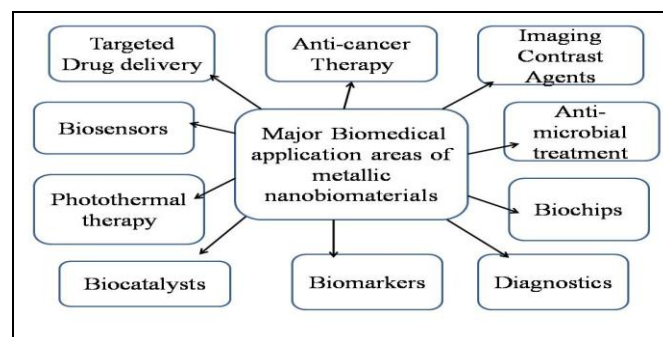 Targeted
Drug delivery
Anti-cancer
Therapy
Imaging
Contrast
Agents
Biosensors
Major Biomedical
application areas of
metallic
nanobiomaterials
Anti-
microbial
treatment
Photothermal
therapy
Biochips
Biocatalysts
Biomarkers
Diagnostics